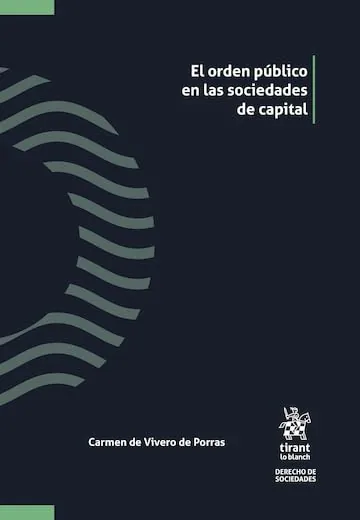 El orden público
en las sociedades
de capital
Carmen de Vivero de Porras
tirant
lo blanch
DERECHO DE
SOCIEDADES